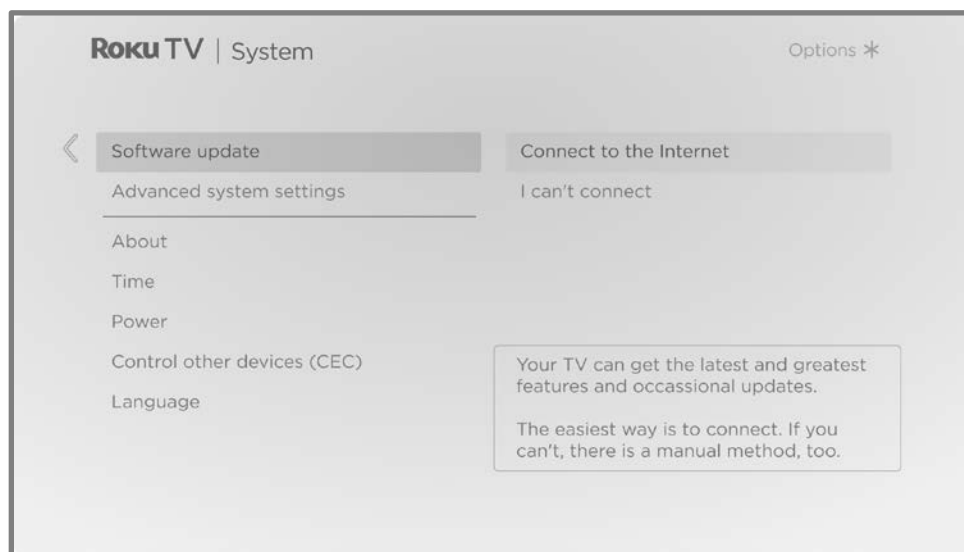 Roku TV | System
Options *
Software update
Connect to the Internet
Advanced system settings
I can't connect
About
Time
Power
Control other devices (CEC)
Language
Your TV can get the latest and greatest
features and occassional updates.
The easiest way is to connect. If you
can't, there is a manual method, too.